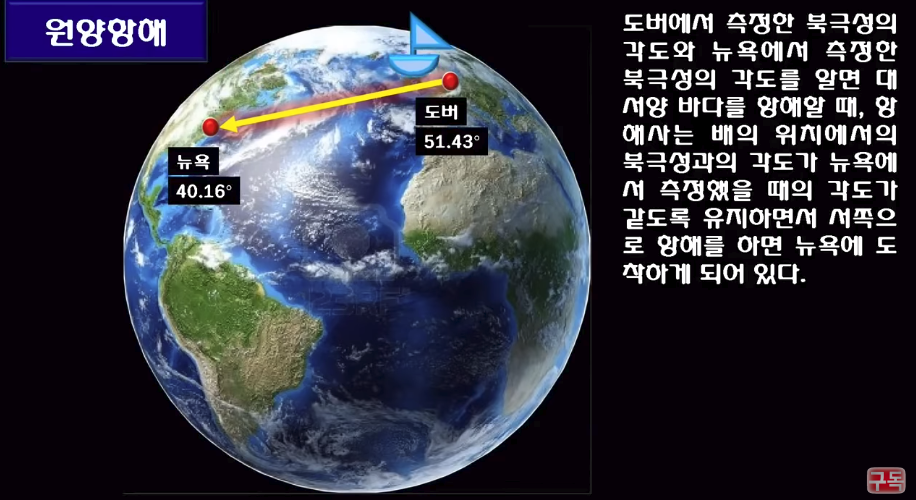 원양항해
도버에서 측정한 북극성의
각도와 뉴욕에서 측정한
북극성의 각도를 알면 대
서양 바다를 항해할 때, 항
해사는 배의 위치에서의
북극성과의 각도가 뉴욕에
서 측정했을 때의 각도가
같도록 유지하면서 서쪽으
로 항해를 하면 뉴욕에 도
착하게 되어 있다.
도버
51.43°
뉴욕
40.16°
구독